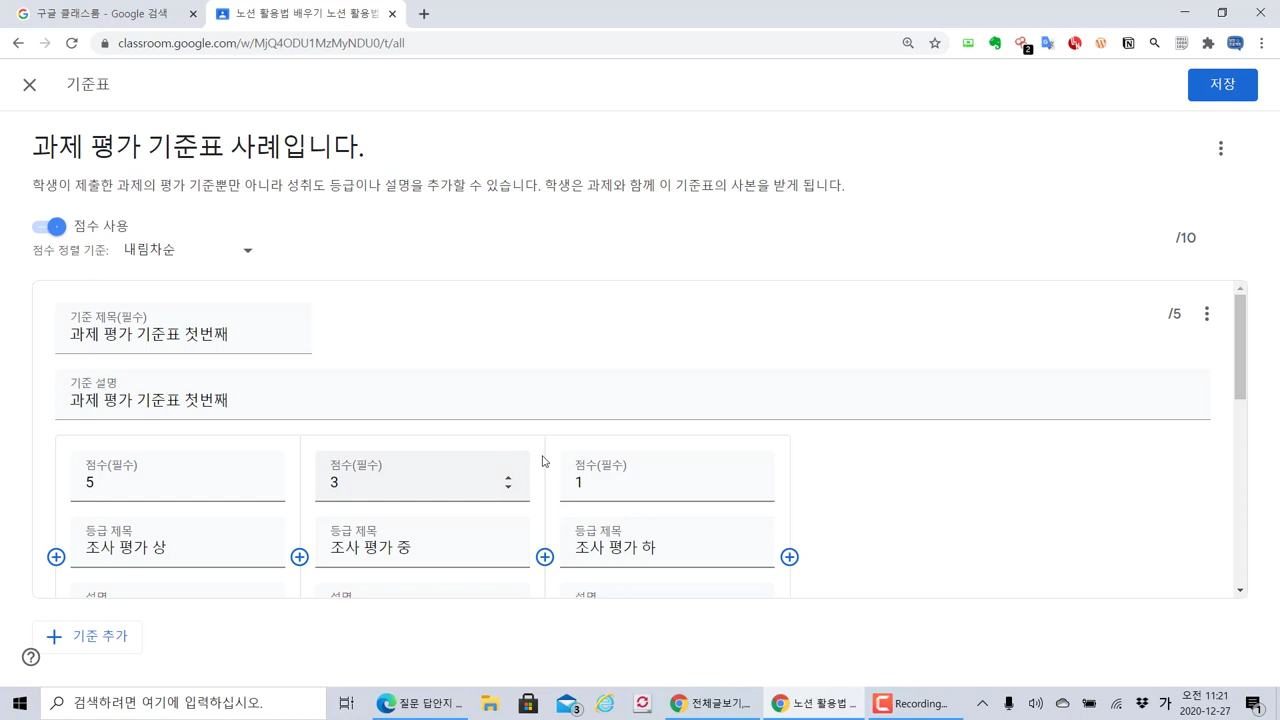 구글 클래스룸 - Google 검색
노션 활용법 배우기 노션 활용법
classroom.google.com/w/MjQ4ODU1MzMyNDU0/t/all
2
기준표
저장
과제 평가 기준표 사례입니다.
학생이 제출한 과제의 평가 기준뿐만 아니라 성취도 등급이나 설명을 추가할 수 있습니다. 학생은 과제와 함께 이 기준표의 사본을 받게 됩니다.
점수 사용
점수 정렬 기준: 내림차순
/10
기준 제목(필수)
과제 평가 기준표 첫번째
/5
기준 설명
과제 평가 기준표 첫번째
점수(필수) 점수(필수) 점수(필수)
5 3 1
등급 제목 등급 제목 등급 제목
조사 평가 상 조사 평가 중 조사 평가 하
설명 설명 설명
기준 추가
검색하려면 여기에 입력하십시오.
질문 답안지 ...
3
전체글보기,...
노션 활용법 ...
Recording...
가
오전 11:21
2020-12-27
1